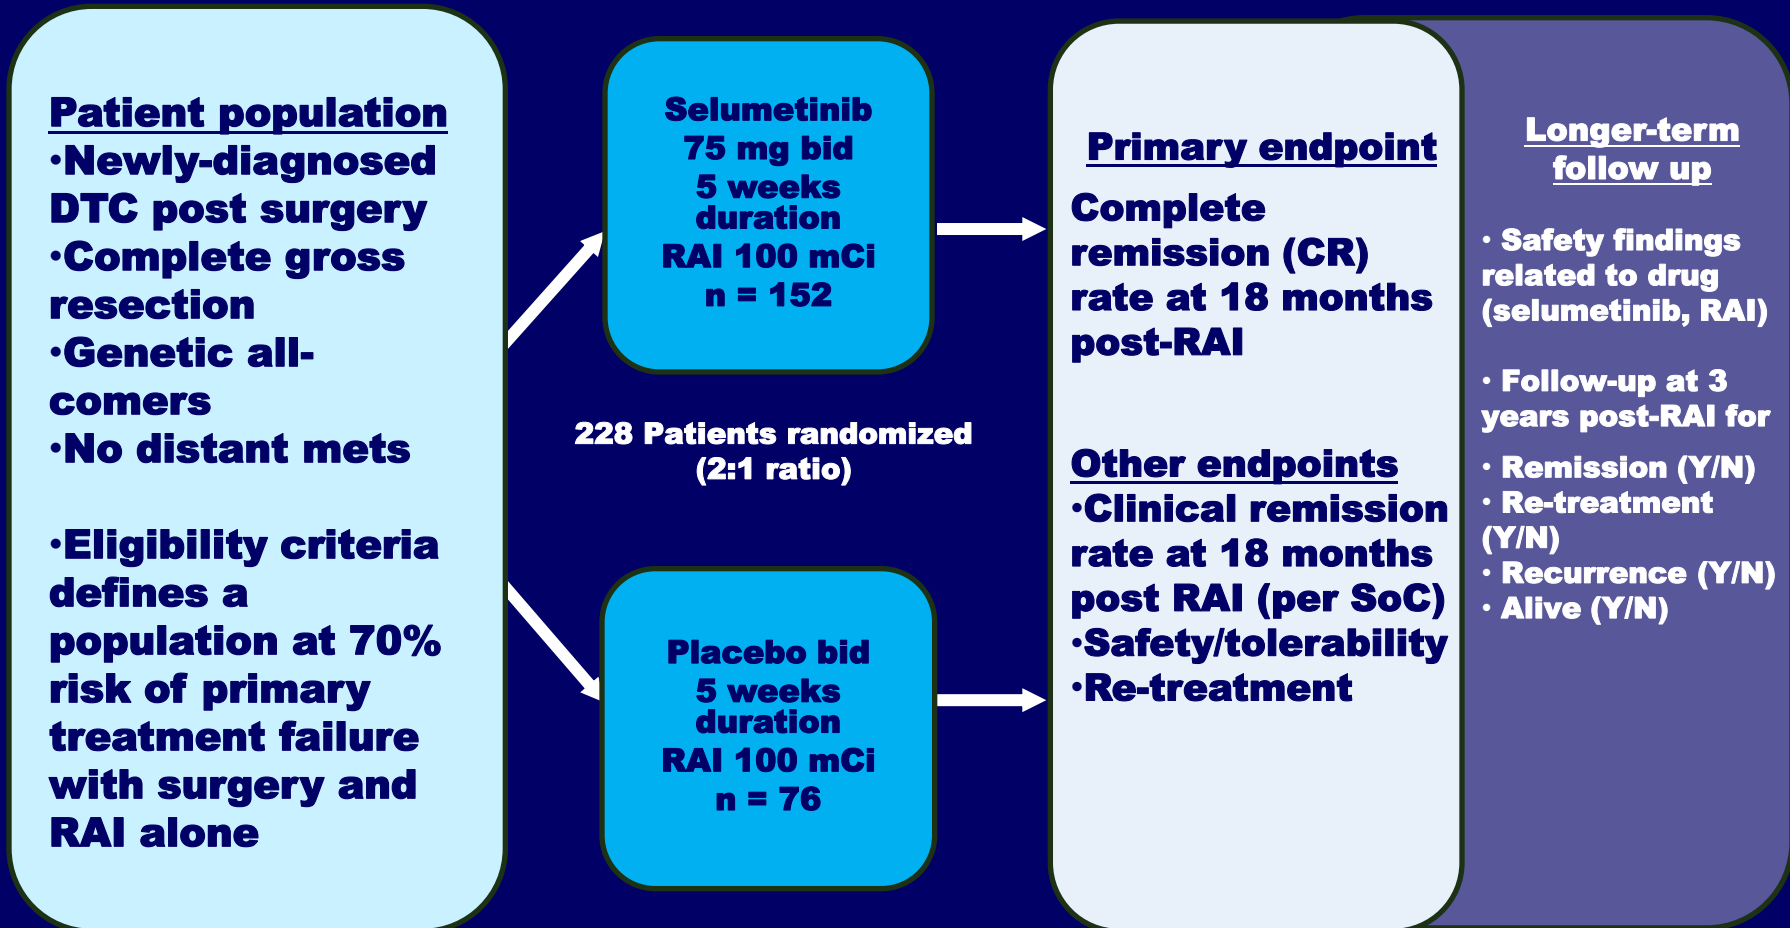 Patient population
•Newly-diagnosed
DTC post surgery
•Complete gross
resection
•Genetic all-
comers
•No distant mets
•Eligibility criteria
defines a
population at 70%
risk of primary
treatment failure
with surgery and
RAI alone
Selumetinib
75 mg bid
5 weeks
duration
RAI 100 mCi
n = 152
228 Patients randomized
(2:1 ratio)
Placebo bid
5 weeks
duration
RAI 100 mCi
n = 76
Primary endpoint
Complete
remission (CR)
rate at 18 months
post-RAI
Other endpoints
•Clinical remission
rate at 18 months
post RAI (per SoC)
•Safety/tolerability
•Re-treatment
Longer-term
follow up
• Safety findings
related to drug
(selumetinib, RAI)
• Follow-up at 3
years post-RAI for
• Remission (Y/N)
• Re-treatment
(Y/N)
• Recurrence (Y/N)
• Alive (Y/N)